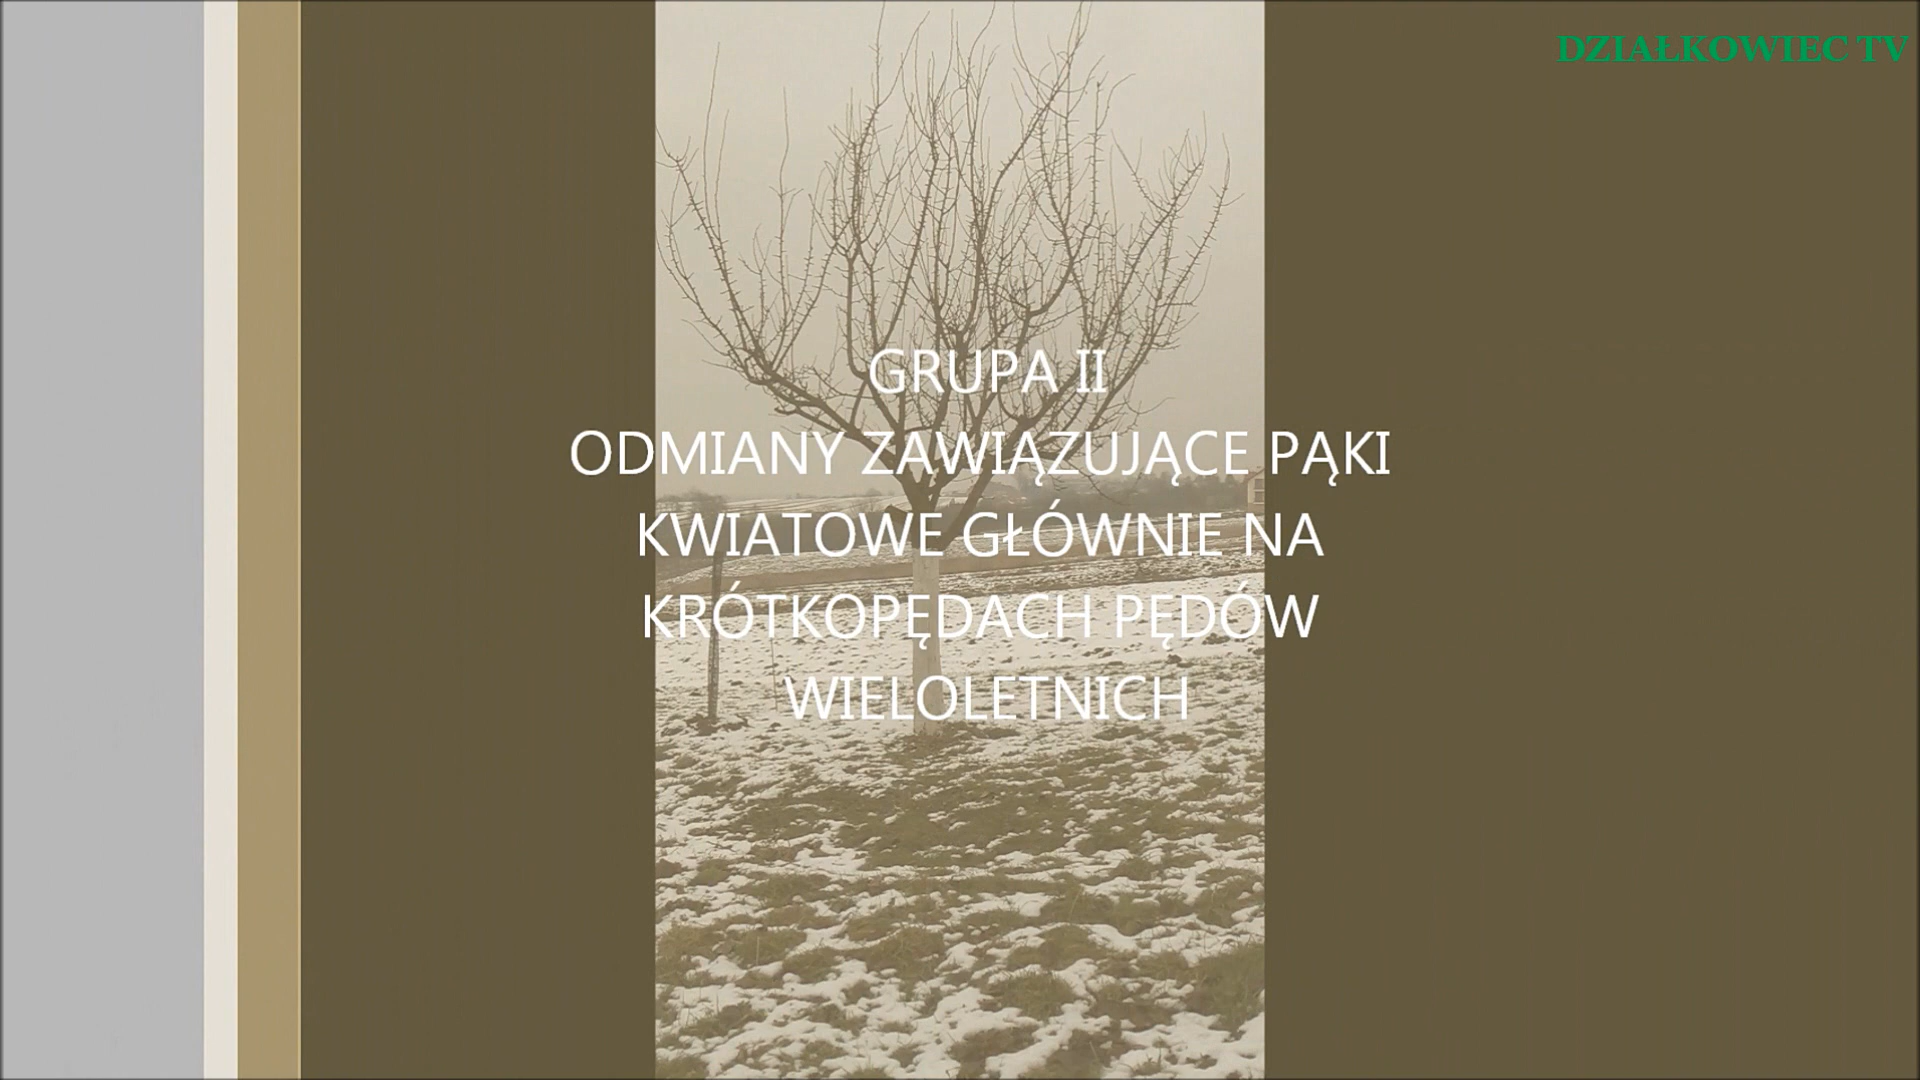 DZIAŁKOWIEC TV
GRUPA II
ODMIANY ZAWIĄZUJĄCE PĄKI
KWIATOWE GŁÓWNIE NA
KRÓTKOPĘDACH PĘDÓW
WIELOLETNICH